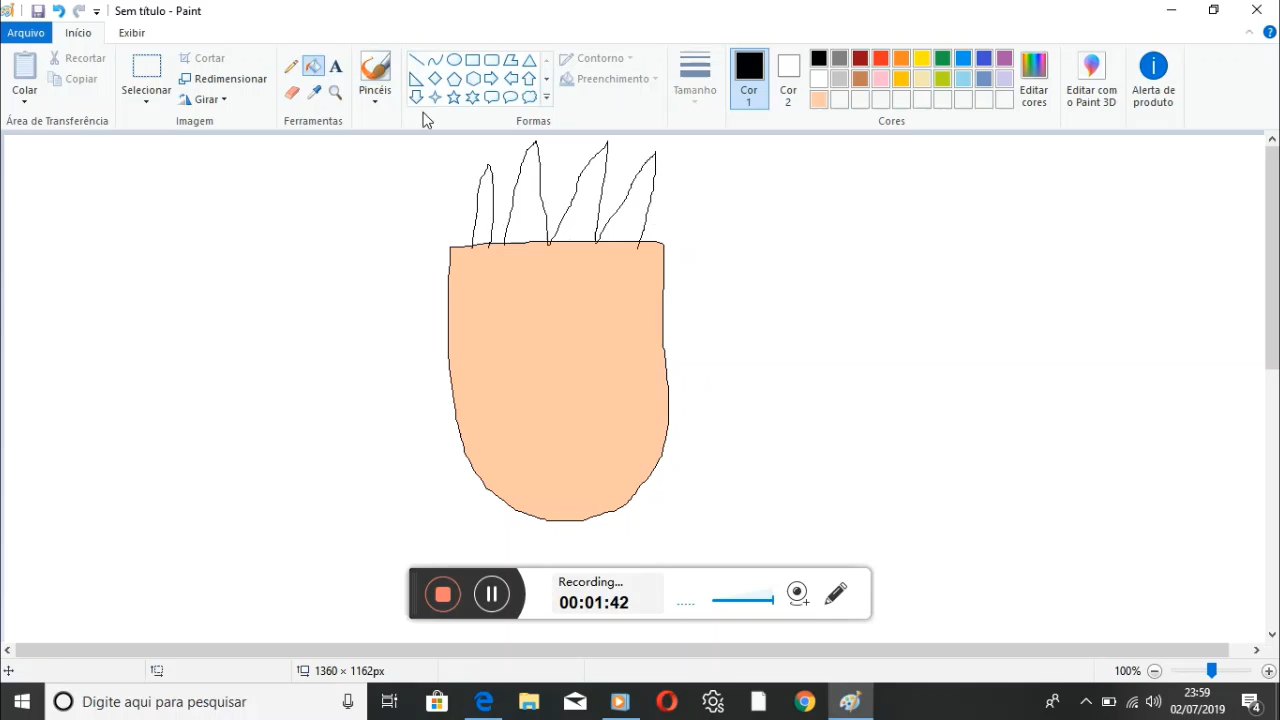 Sem título - Paint
Arquivo Início Exibir
Colar
Recortar
Copiar
Área de Transferência
Selecionar
Cortar
Redimensionar
Girar
Imagem
A
Ferramentas
Pincéis
Contorno
Preenchimento
Formas
Tamanho
Cor
1
Cor
2
Editar
cores
Cores
Editar com
o Paint 3D
Alerta de
produto
Recording...
00:01:42
1360 × 1162px
100%
Digite aqui para pesquisar
23:59
02/07/2019
4